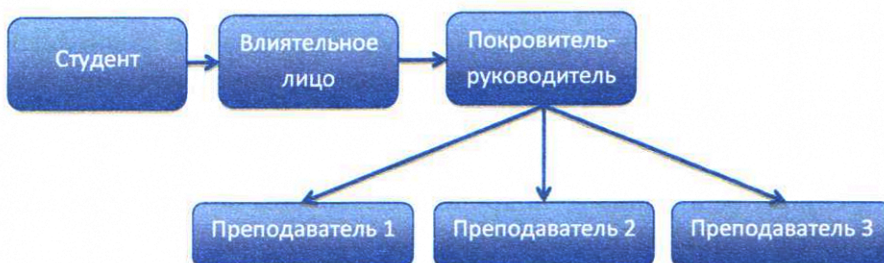 Студент
Влиятельное
лицо
Покровитель-
руководитель
Преподаватель 1
Преподаватель 2
Преподаватель 3